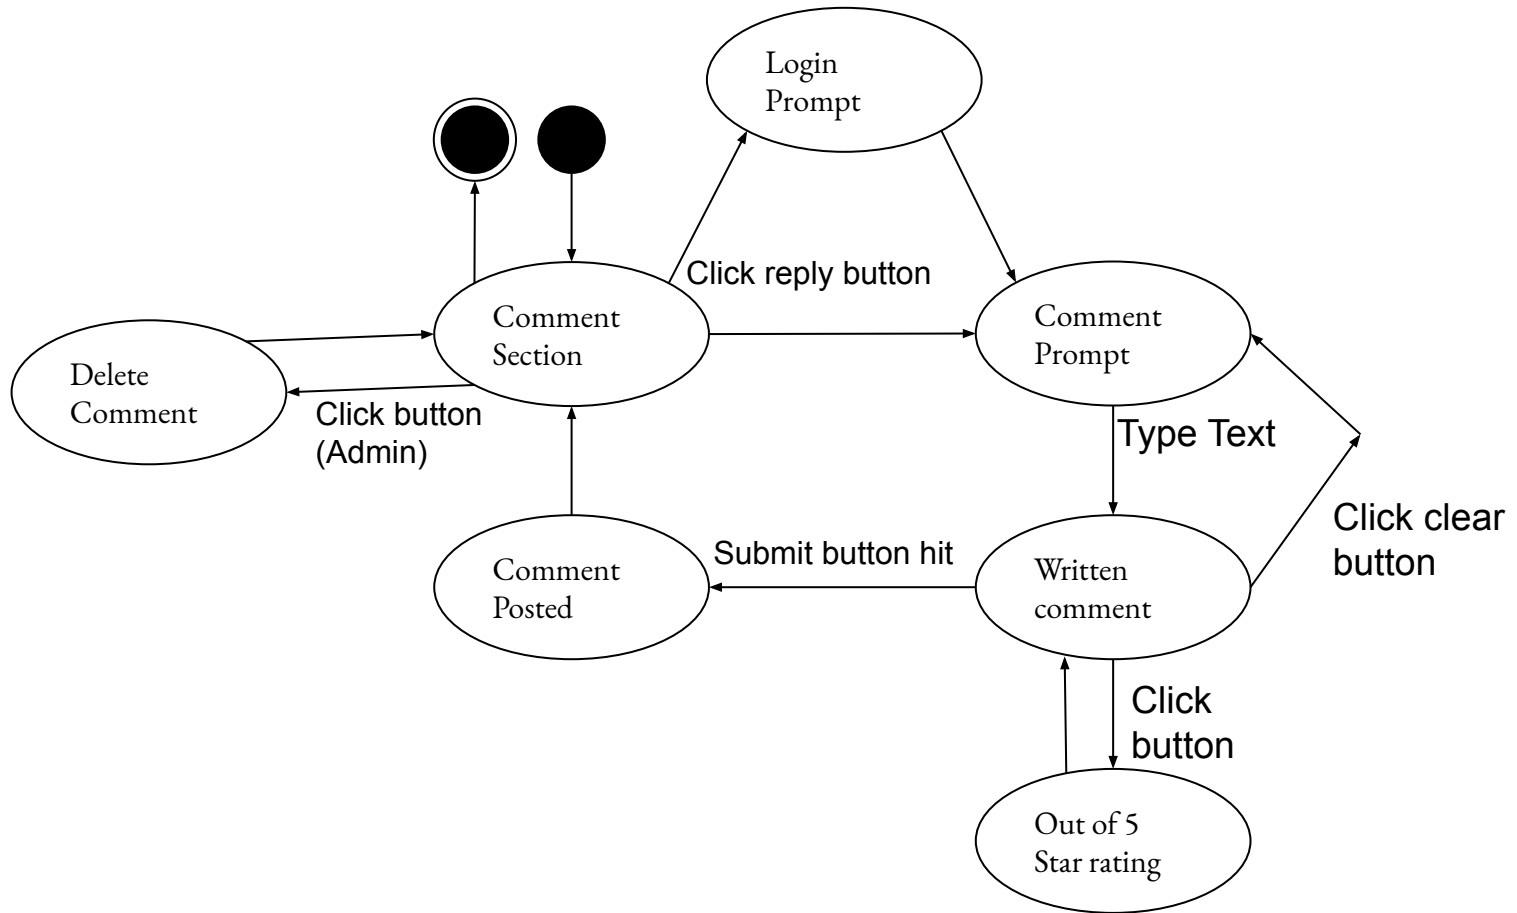 Login
Prompt
Click reply button
Comment
Section
Comment
Prompt
Delete
Comment
Click button
(Admin)
Type Text
Click clear
button
Submit button hit
Comment
Posted
Written
comment
Click
button
Out of 5
Star rating